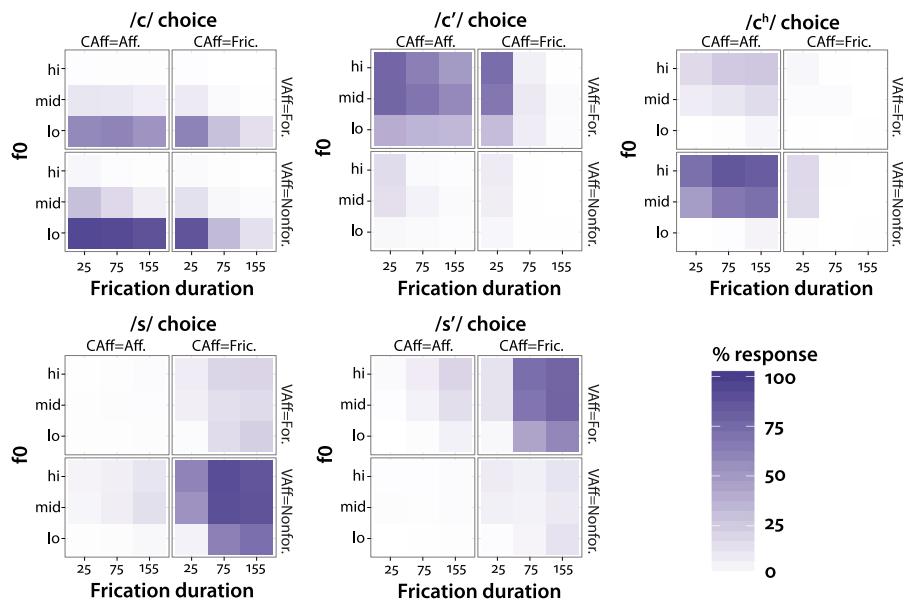 /c/ choice
CAff=Aff. CAff=Fric.
hi
mid
lo
VAff=For.
f0
hi
mid
lo
VAff=Nonfor.
25 75 155 25 75 155
Frication duration
/c’/ choice
CAff=Aff. CAff=Fric.
hi
mid
lo
VAff=For.
f0
hi
mid
lo
VAff=Nonfor.
25 75 155 25 75 155
Frication duration
/cʰ/ choice
CAff=Aff. CAff=Fric.
hi
mid
lo
VAff=For.
f0
hi
mid
lo
VAff=Nonfor.
25 75 155 25 75 155
Frication duration
/s/ choice
CAff=Aff. CAff=Fric.
hi
mid
lo
VAff=For.
f0
hi
mid
lo
VAff=Nonfor.
25 75 155 25 75 155
Frication duration
/s’/ choice
CAff=Aff. CAff=Fric.
hi
mid
lo
VAff=For.
f0
hi
mid
lo
VAff=Nonfor.
25 75 155 25 75 155
Frication duration
% response
100
75
50
25
0